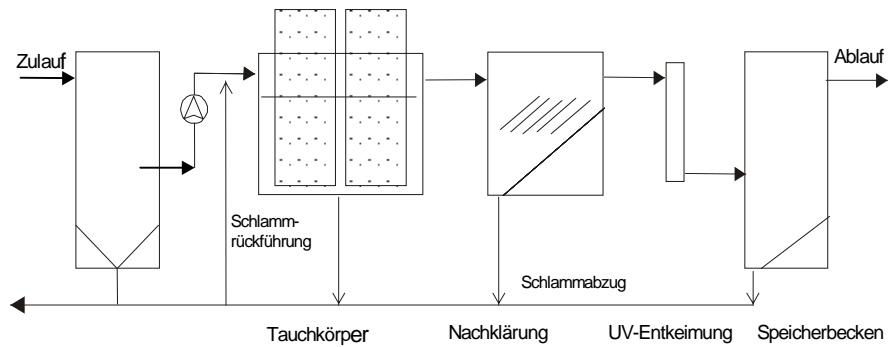 Zulauf
Ablauf
Schlamm-
rückführung
Schlammabzug
Tauchkörper
Nachklärung
UV-Entkeimung
Speicherbecken